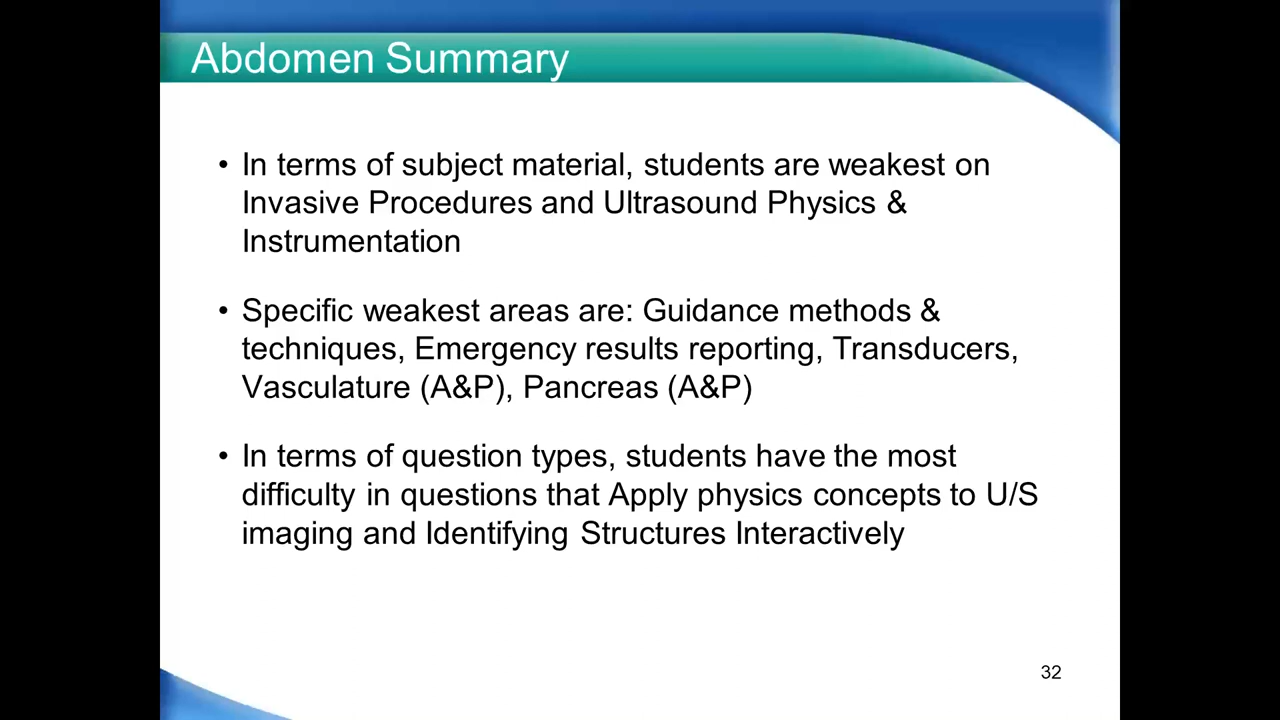 Abdomen Summary
• In terms of subject material, students are weakest on
Invasive Procedures and Ultrasound Physics &
Instrumentation
• Specific weakest areas are: Guidance methods &
techniques, Emergency results reporting, Transducers,
Vasculature (A&P), Pancreas (A&P)
• In terms of question types, students have the most
difficulty in questions that Apply physics concepts to U/S
imaging and Identifying Structures Interactively
32